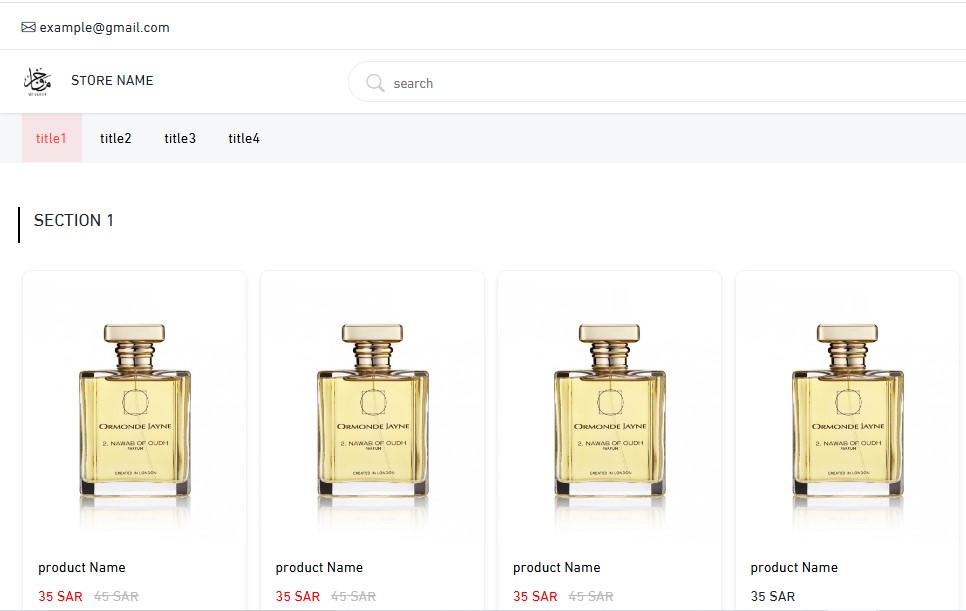 example@gmail.com
STORE NAME
search
title1 title2 title3 title4
SECTION 1
ORMONDE JAYNE ORMONDE JAYNE ORMONDE JAYNE ORMONDE JAYNE
2. NAWAB OF OUDH 2. NAWAB OF OUDH 2. NAWAB OF OUDH 2. NAWAB OF OUDH
PARFUM PARFUM PARFUM PARFUM
CREATED IN LONDON CREATED IN LONDON CREATED IN LONDON CREATED IN LONDON
product Name product Name product Name product Name
35 SAR 45 SAR 35 SAR 45 SAR 35 SAR 45 SAR 35 SAR